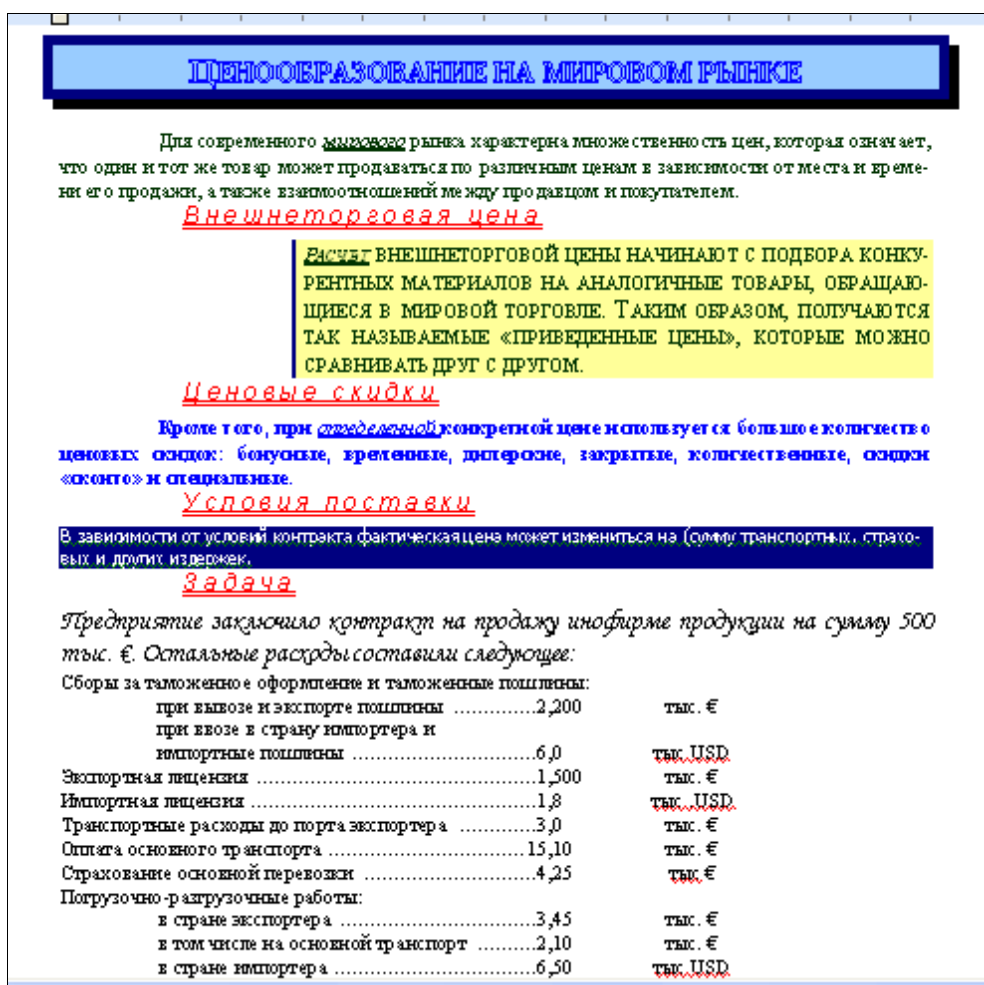 ЦЕНООБРАЗОВАНИЕ НА МИРОВОМ РЫНКЕ
Для современного мирового рынка характерна множественность цен, которая означает,
что один и тот же товар может продаваться по различным ценам в зависимости от места и време-
ни его продажи, а также взаимоотношений между продавцом и покупателем.
Внешнеторговая цена
РАСЧЕТ ВНЕШНЕТОРГОВОЙ ЦЕНЫ НАЧИНАЮТ С ПОДБОРА КОНКУ-
РЕНТНЫХ МАТЕРИАЛОВ НА АНАЛОГИЧНЫЕ ТОВАРЫ, ОБРАЩАЮ-
ЩИЕСЯ В МИРОВОЙ ТОРГОВЛЕ. ТАКИМ ОБРАЗОМ, ПОЛУЧАЮТСЯ
ТАК НАЗЫВАЕМЫЕ «ПРИВЕДЕННЫЕ ЦЕНЫ», КОТОРЫЕ МОЖНО
СРАВНИВАТЬ ДРУГ С ДРУГОМ.
Ценовые скидки
Кроме того, при определенной конкретной цене используется большое количество
ценовых скидок: бонусные, временные, дилерские, закрытые, количественные, скидки
«сконто» и специальные.
Условия поставки
В зависимости от условий контракта фактическая цена может измениться на (сумму транспортных, страхо-
вых и других издержек.
Задача
Предприятие заключило контракт на продажу инофирме продукции на сумму 500
тыс. €. Остальные расходы составили следующее:
Сборы за таможенное оформление и таможенные пошлины:
при вывозе и экспорте пошлины ..............2,200 тыс. €
при ввозе в страну импортера и
импортные пошлины ................................6,0 тыс.USD
Экспортная лицензия ................................................1,500 тыс. €
Импортная лицензия .................................................1,8 тыс. USD
Транспортные расходы до порта экспортера .............3,0 тыс. €
Оплата основного транспорта ..................................15,10 тыс. €
Страхование основной перевозки .............................4,25 тыс.€
Погрузочно-разгрузочные работы:
в стране экспортера ..................................3,45 тыс. €
в том числе на основной транспорт ..........2,10 тыс. €
в стране импортера ...................................6,50 тыс.USD